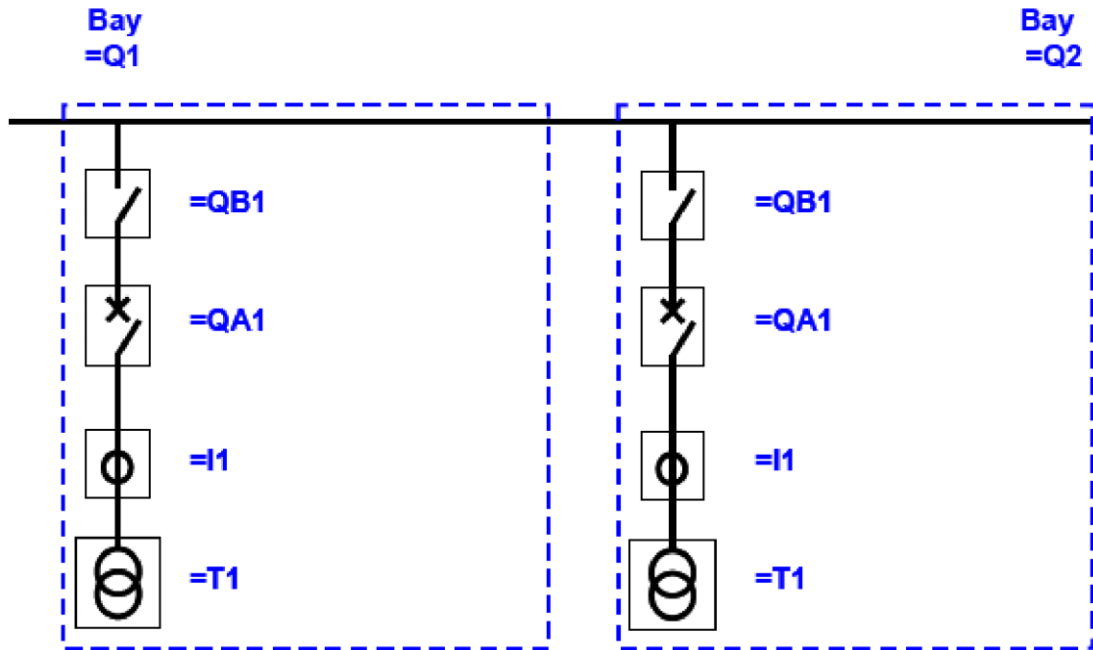 Bay
=Q1
Bay
=Q2
=QB1
=QB1
=QA1
=QA1
=I1
=I1
=T1
=T1